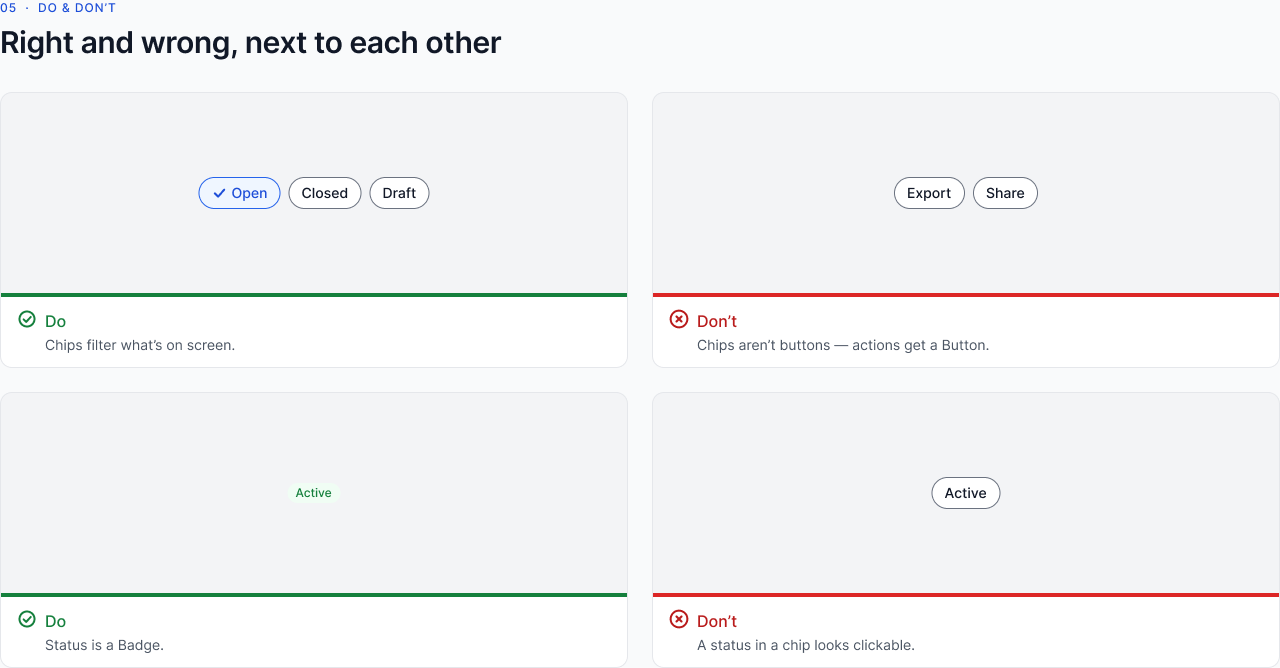 05 · DO & DON’T
Right and wrong, next to each other
Open
Closed
Draft
Export
Share
Do
Chips filter what’s on screen.
Don’t
Chips aren’t buttons — actions get a Button.
Active
Active
Do
Status is a Badge.
Don’t
A status in a chip looks clickable.